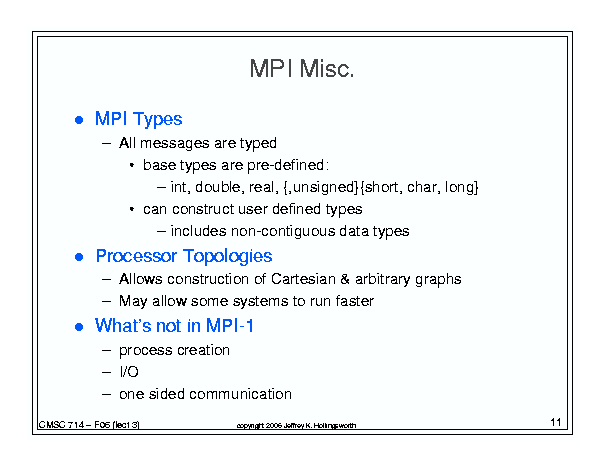 MPI Misc.
● MPI Types
– All messages are typed
• base types are pre-defined:
– int, double, real, {,unsigned}{short, char, long}
• can construct user defined types
– includes non-contiguous data types
● Processor Topologies
– Allows construction of Cartesian & arbitrary graphs
– May allow some systems to run faster
● What's not in MPI-1
– process creation
– I/O
– one sided communication
CMSC 714 – F06 (lect 3)
copyright 2006 Jeffrey K. Hollingsworth
11